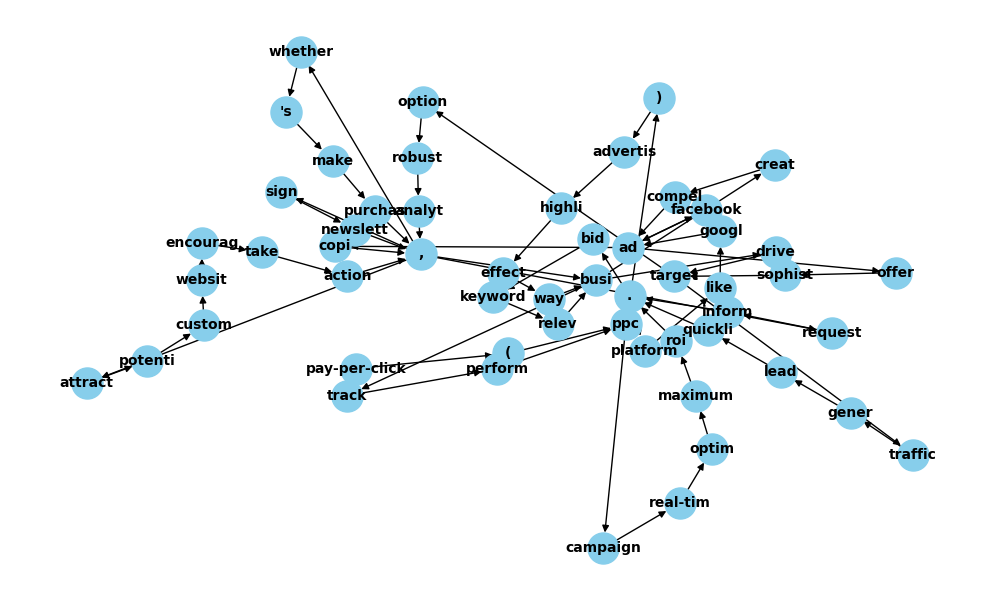 whether
option
)
's
advertis
robust
make
creat
sign
compel
purchas
analyt
highli
facebook
newslett
googl
bid
encourag
copi
ad
take
,
drive
effect
action
target
sophist
offer
websit
busi
like
keyword
way
.
inform
custom
relev
ppc
quickli
request
roi
platform
(
potenti
pay-per-click
perform
lead
attract
track
maximum
gener
optim
traffic
real-tim
campaign